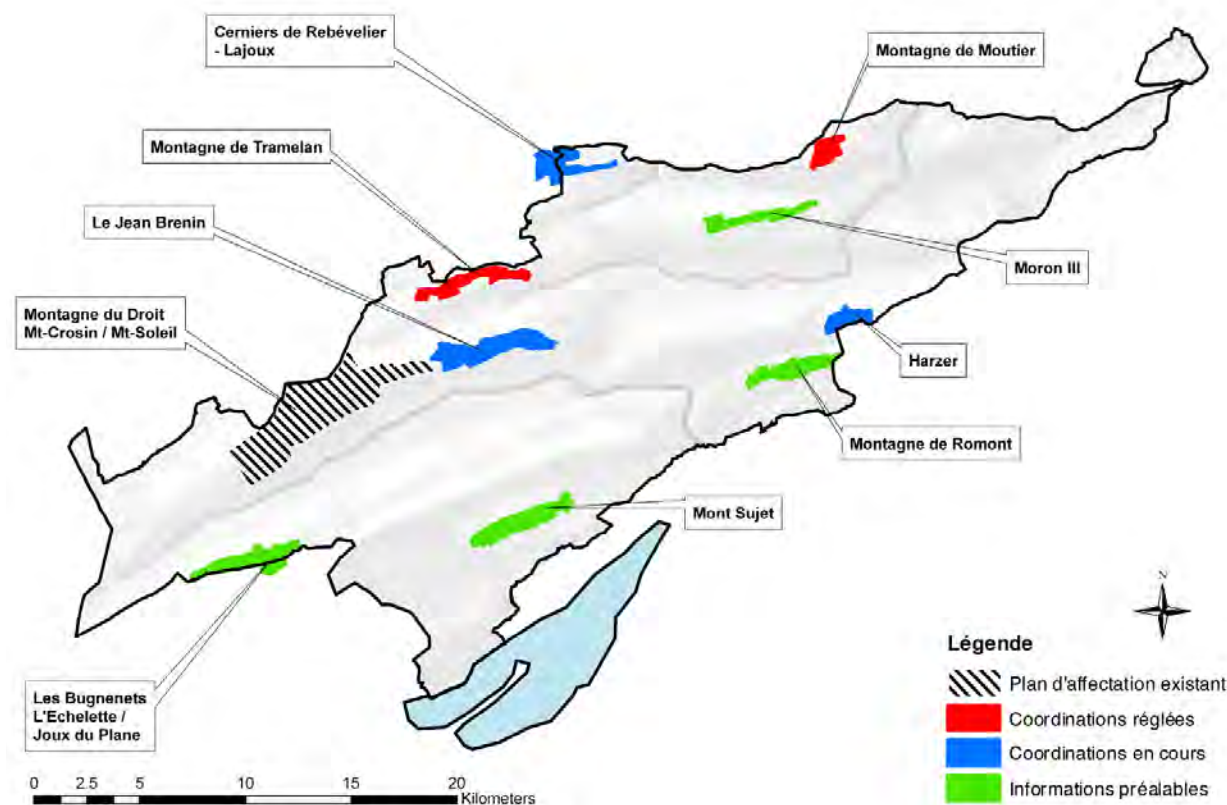 Cerniers de Rebévelier
- Lajoux
Montagne de Moutier
Montagne de Tramelan
Le Jean Brenin
Moron III
Montagne du Droit
Mt-Crosin / Mt-Soleil
Harzer
Montagne de Romont
Mont Sujet
N
Les Bugnenets
L'Echelette /
Joux du Plane
Légende
Plan d'affectation existant
Coordinations réglées
Coordinations en cours
Informations préalables
0 2.5 5 10 15 20
Kilometers